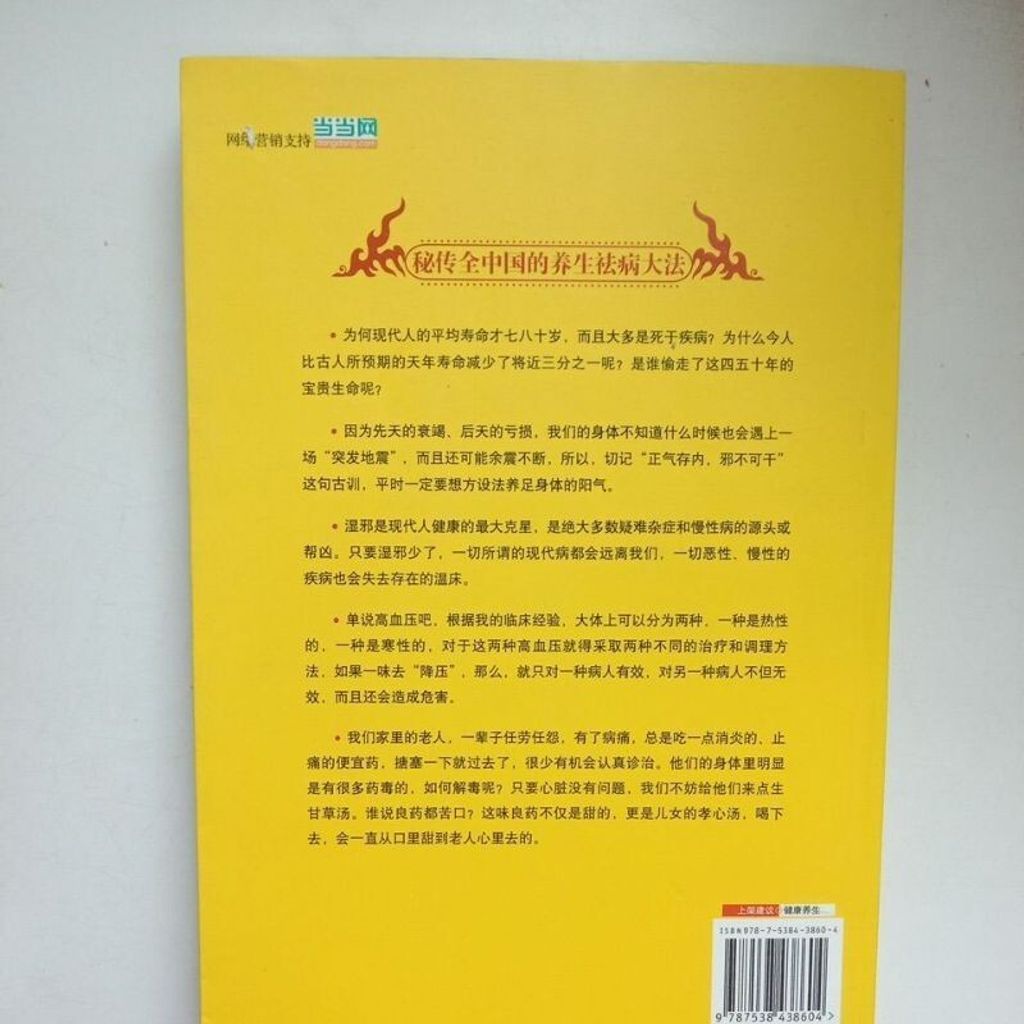 网络营销支持 当当网
dangdang.com
秘传全中国的养生祛病大法
• 为何现代人的平均寿命才七八十岁，而且大多是死于疾病？为什么今人
比古人所预期的天年寿命减少了将近三分之一呢？是谁偷走了这四五十年的
宝贵生命呢？
• 因为先天的衰竭、后天的亏损，我们的身体不知道什么时候也会遇上一
场“突发地震”，而且还可能余震不断，所以，切记“正气存内，邪不可干”
这句古训，平时一定要想方设法养足身体的阳气。
• 湿邪是现代人健康的最大克星，是绝大多数疑难杂症和慢性病的源头或
帮凶。只要湿邪少了，一切所谓的现代病都会远离我们，一切恶性、慢性的
疾病也会失去存在的温床。
• 单说高血压吧，根据我的临床经验，大体上可以分为两种，一种是热性
的，一种是寒性的，对于这两种高血压就得采取两种不同的治疗和调理方
法，如果一味去“降压”，那么，就只对一种病人有效，对另一种病人不但无
效，而且还会造成危害。
• 我们家里的老人，一辈子任劳任怨，有了病痛，总是吃一点消炎的、止
痛的便宜药，搪塞一下就过去了，很少有机会认真诊治。他们的身体里明显
是有很多药毒的，如何解毒呢？只要心脏没有问题，我们不妨给他们来点生
甘草汤。谁说良药都苦口？这味良药不仅是甜的，更是儿女的孝心汤，喝下
去，会一直从口里甜到老人心里去的。
上架建议 健康养生
ISBN 978-7-5384-3860-4
9 787538 438604 >